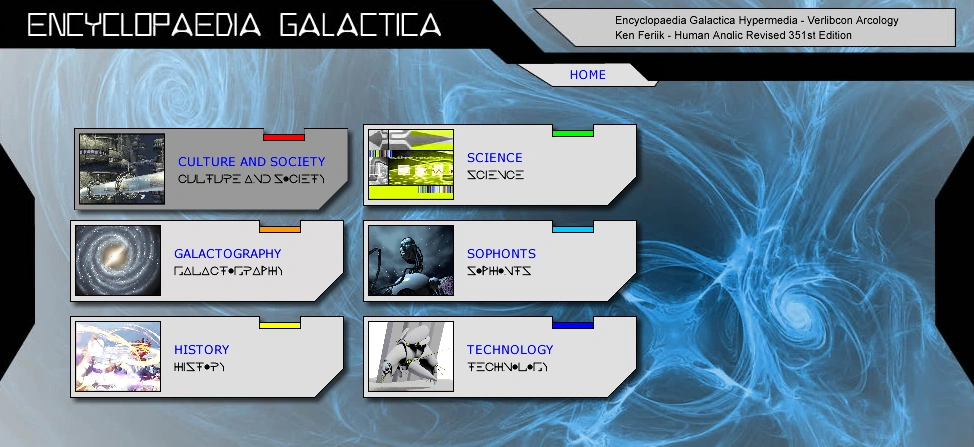 ENCYCLOPAEDIA GALACTICA
Encyclopaedia Galactica Hypermedia - Verlibcon Arcology
Ken Ferjik - Human Anglic Revised 351st Edition
HOME
CULTURE AND SOCIETY
CULTURE AND SOCIETY
SCIENCE
SCIENCE
GALACTOGRAPHY
GALACTOGRAPHY
SOPHONTS
SOPHONTS
HISTORY
HISTORY
TECHNOLOGY
TECHNOLOGY